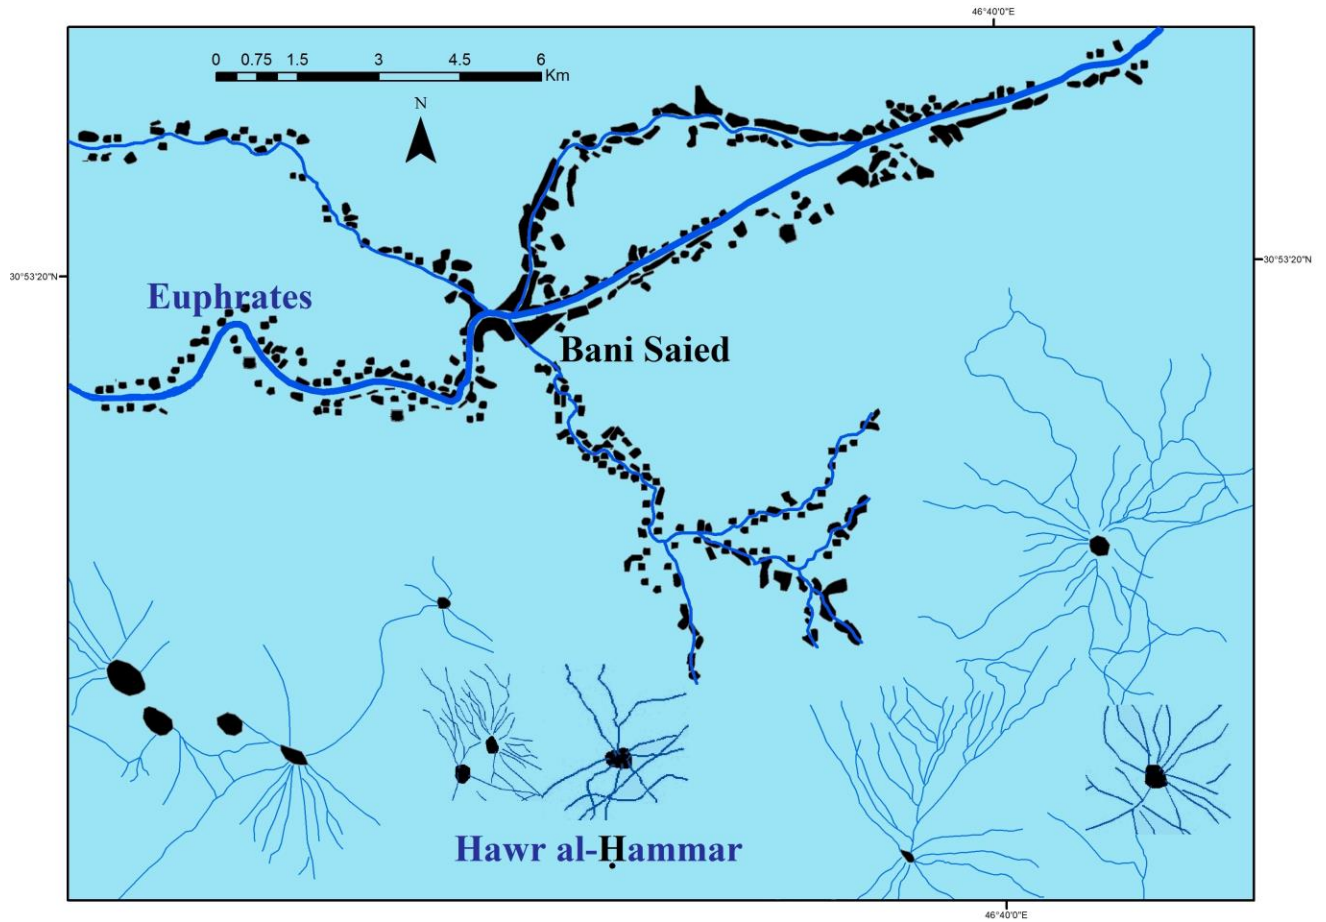 46°40'0"E
0 0.75 1.5 3 4.5 6
Km
N
30°53'20"N
30°53'20"N
Euphrates
Bani Saied
Hawr al-Ḥammar
46°40'0"E